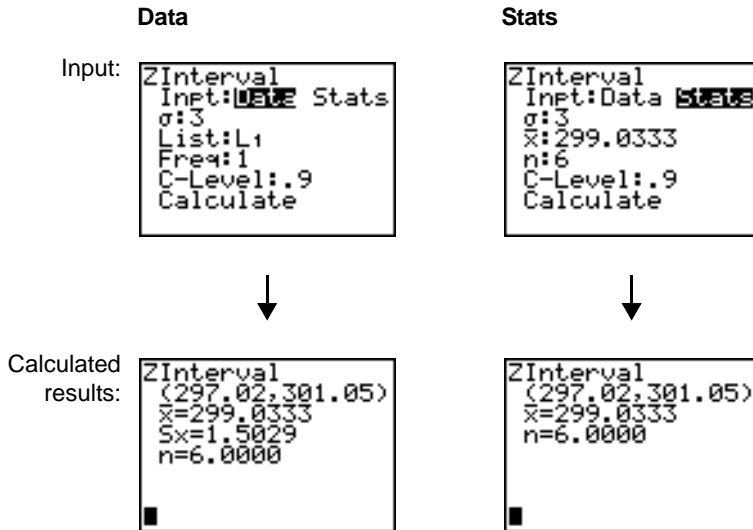 Data
Stats
Input:
ZInterval
Inpt:Data Stats
σ:3
List:L₁
Freq:1
C-Level:.9
Calculate
ZInterval
Inpt:Data Stats
σ:3
x̄:299.0333
n:6
C-Level:.9
Calculate
Calculated
results:
ZInterval
(297.02,301.05)
x̄=299.0333
Sx=1.5029
n=6.0000
ZInterval
(297.02,301.05)
x̄=299.0333
n=6.0000